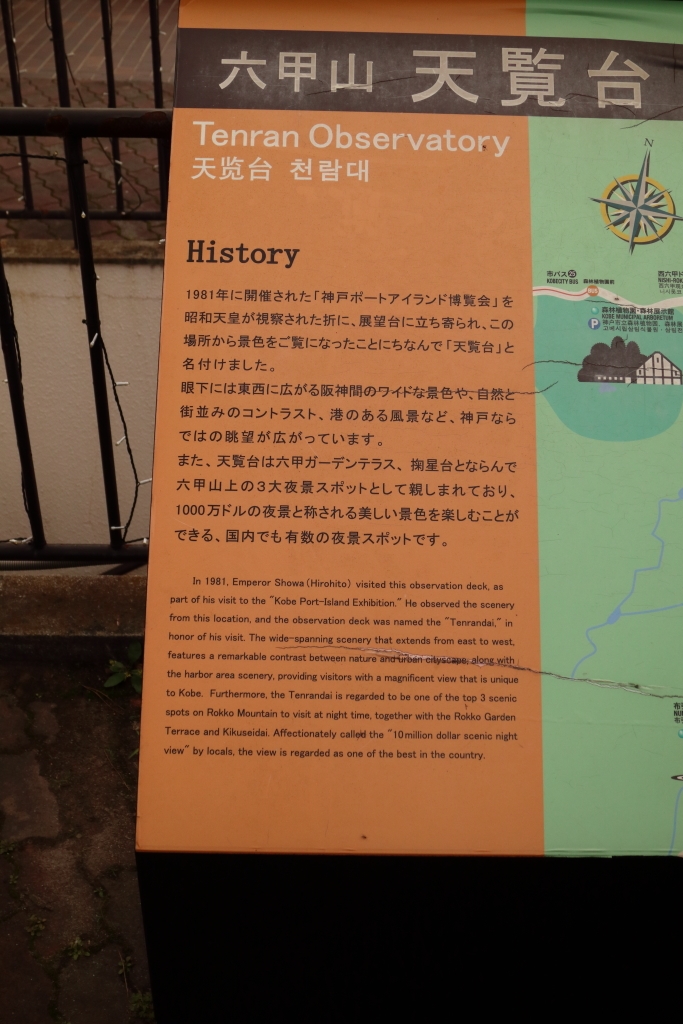 六甲山 天覧台
Tenran Observatory
天览台 천람대
History
1981年に開催された「神戸ポートアイランド博覧会」を
昭和天皇が視察された折に、展望台に立ち寄られ、この
場所から景色をご覧になったことにちなんで「天覧台」と
名付けました。
眼下には東西に広がる阪神間のワイドな景色や、自然と
街並みのコントラスト、港のある風景など、神戸なら
ではの眺望が広がっています。
また、天覧台は六甲ガーデンテラス、掬星台とならんで
六甲山上の3大夜景スポットとして親しまれており、
1000万ドルの夜景と称される美しい景色を楽しむことが
できる、国内でも有数の夜景スポットです。
In 1981, Emperor Showa (Hirohito) visited this observation deck, as
part of his visit to the "Kobe Port-Island Exhibition." He observed the scenery
from this location, and the observation deck was named the "Tenrandai," in
honor of his visit. The wide-spanning scenery that extends from east to west,
features a remarkable contrast between nature and urban cityscape, along with
the harbor area scenery, providing visitors with a magnificent view that is unique
to Kobe. Furthermore, the Tenrandai is regarded to be one of the top 3 scenic
spots on Rokko Mountain to visit at night time, together with the Rokko Garden
Terrace and Kikuseidai. Affectionately called the "10 million dollar scenic night
view" by locals, the view is regarded as one of the best in the country.
N
市バス25
KOBECITY BUS
森林植物園前
BUS
西六甲
NISHI-ROK
森林植物園・森林展示館
KOBE MUNICIPAL ARBORETUM
P
布